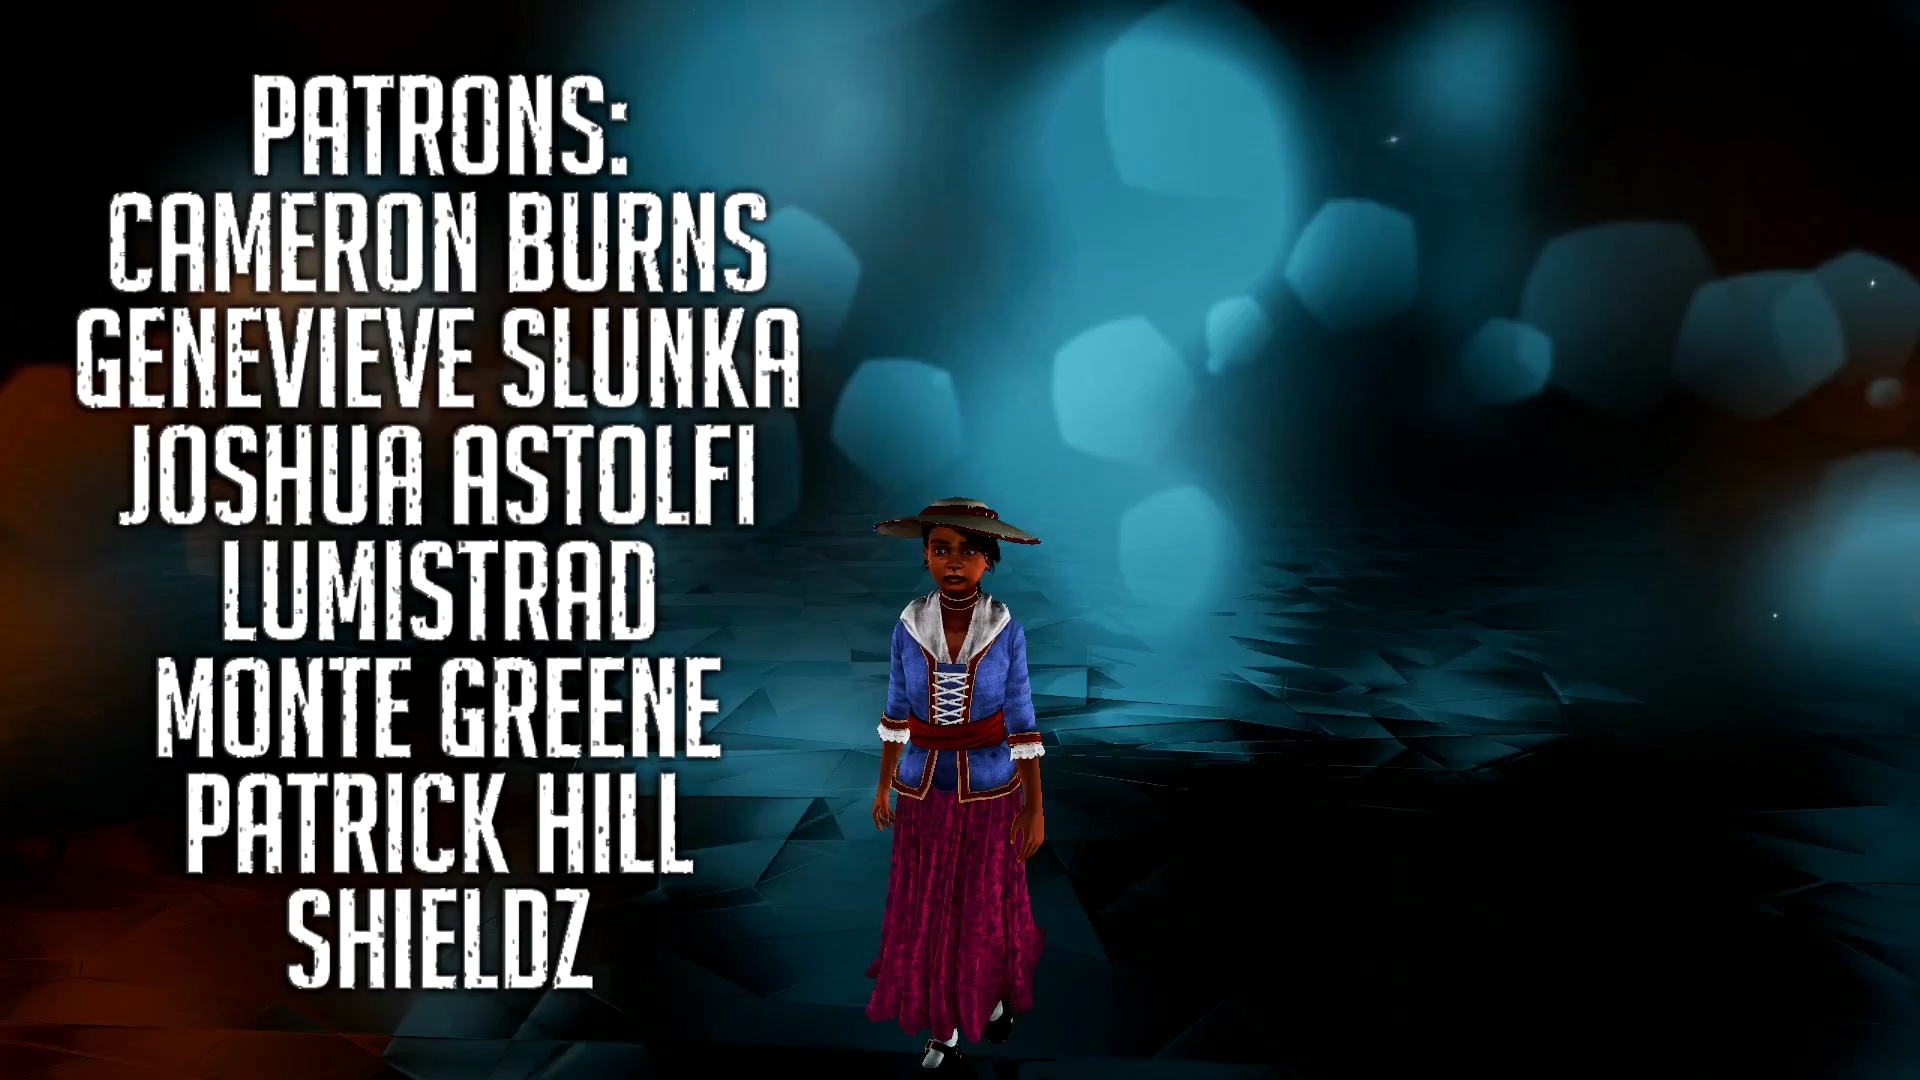 PATRONS:
CAMERON BURNS
GENEVIEVE SLUNKA
JOSHUA ASTOLFI
LUMISTRAD
MONTE GREENE
PATRICK HILL
SHIELDZ